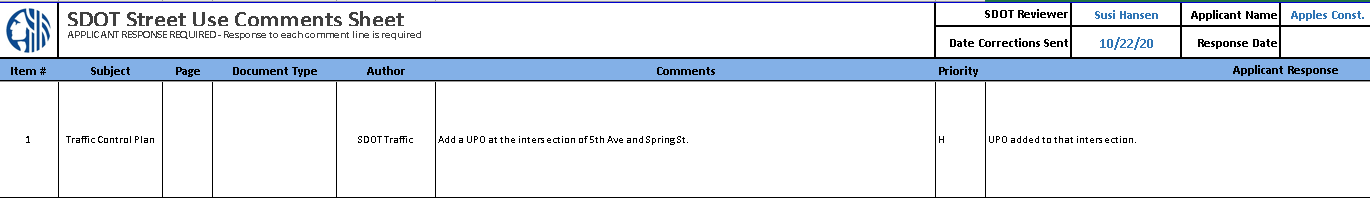 SDOT Street Use Comments Sheet
APPLICANT RESPONSE REQUIRED - Response to each comment line is required
SDOT Reviewer Susi Hansen Applicant Name Apples Const.
Date Corrections Sent 10/22/20 Response Date
Item # Subject Page Document Type Author Comments Priority Applicant Response
1 Traffic Control Plan SDOT Traffic Add a UPO at the intersection of 5th Ave and Spring St. H UPO added to that intersection.